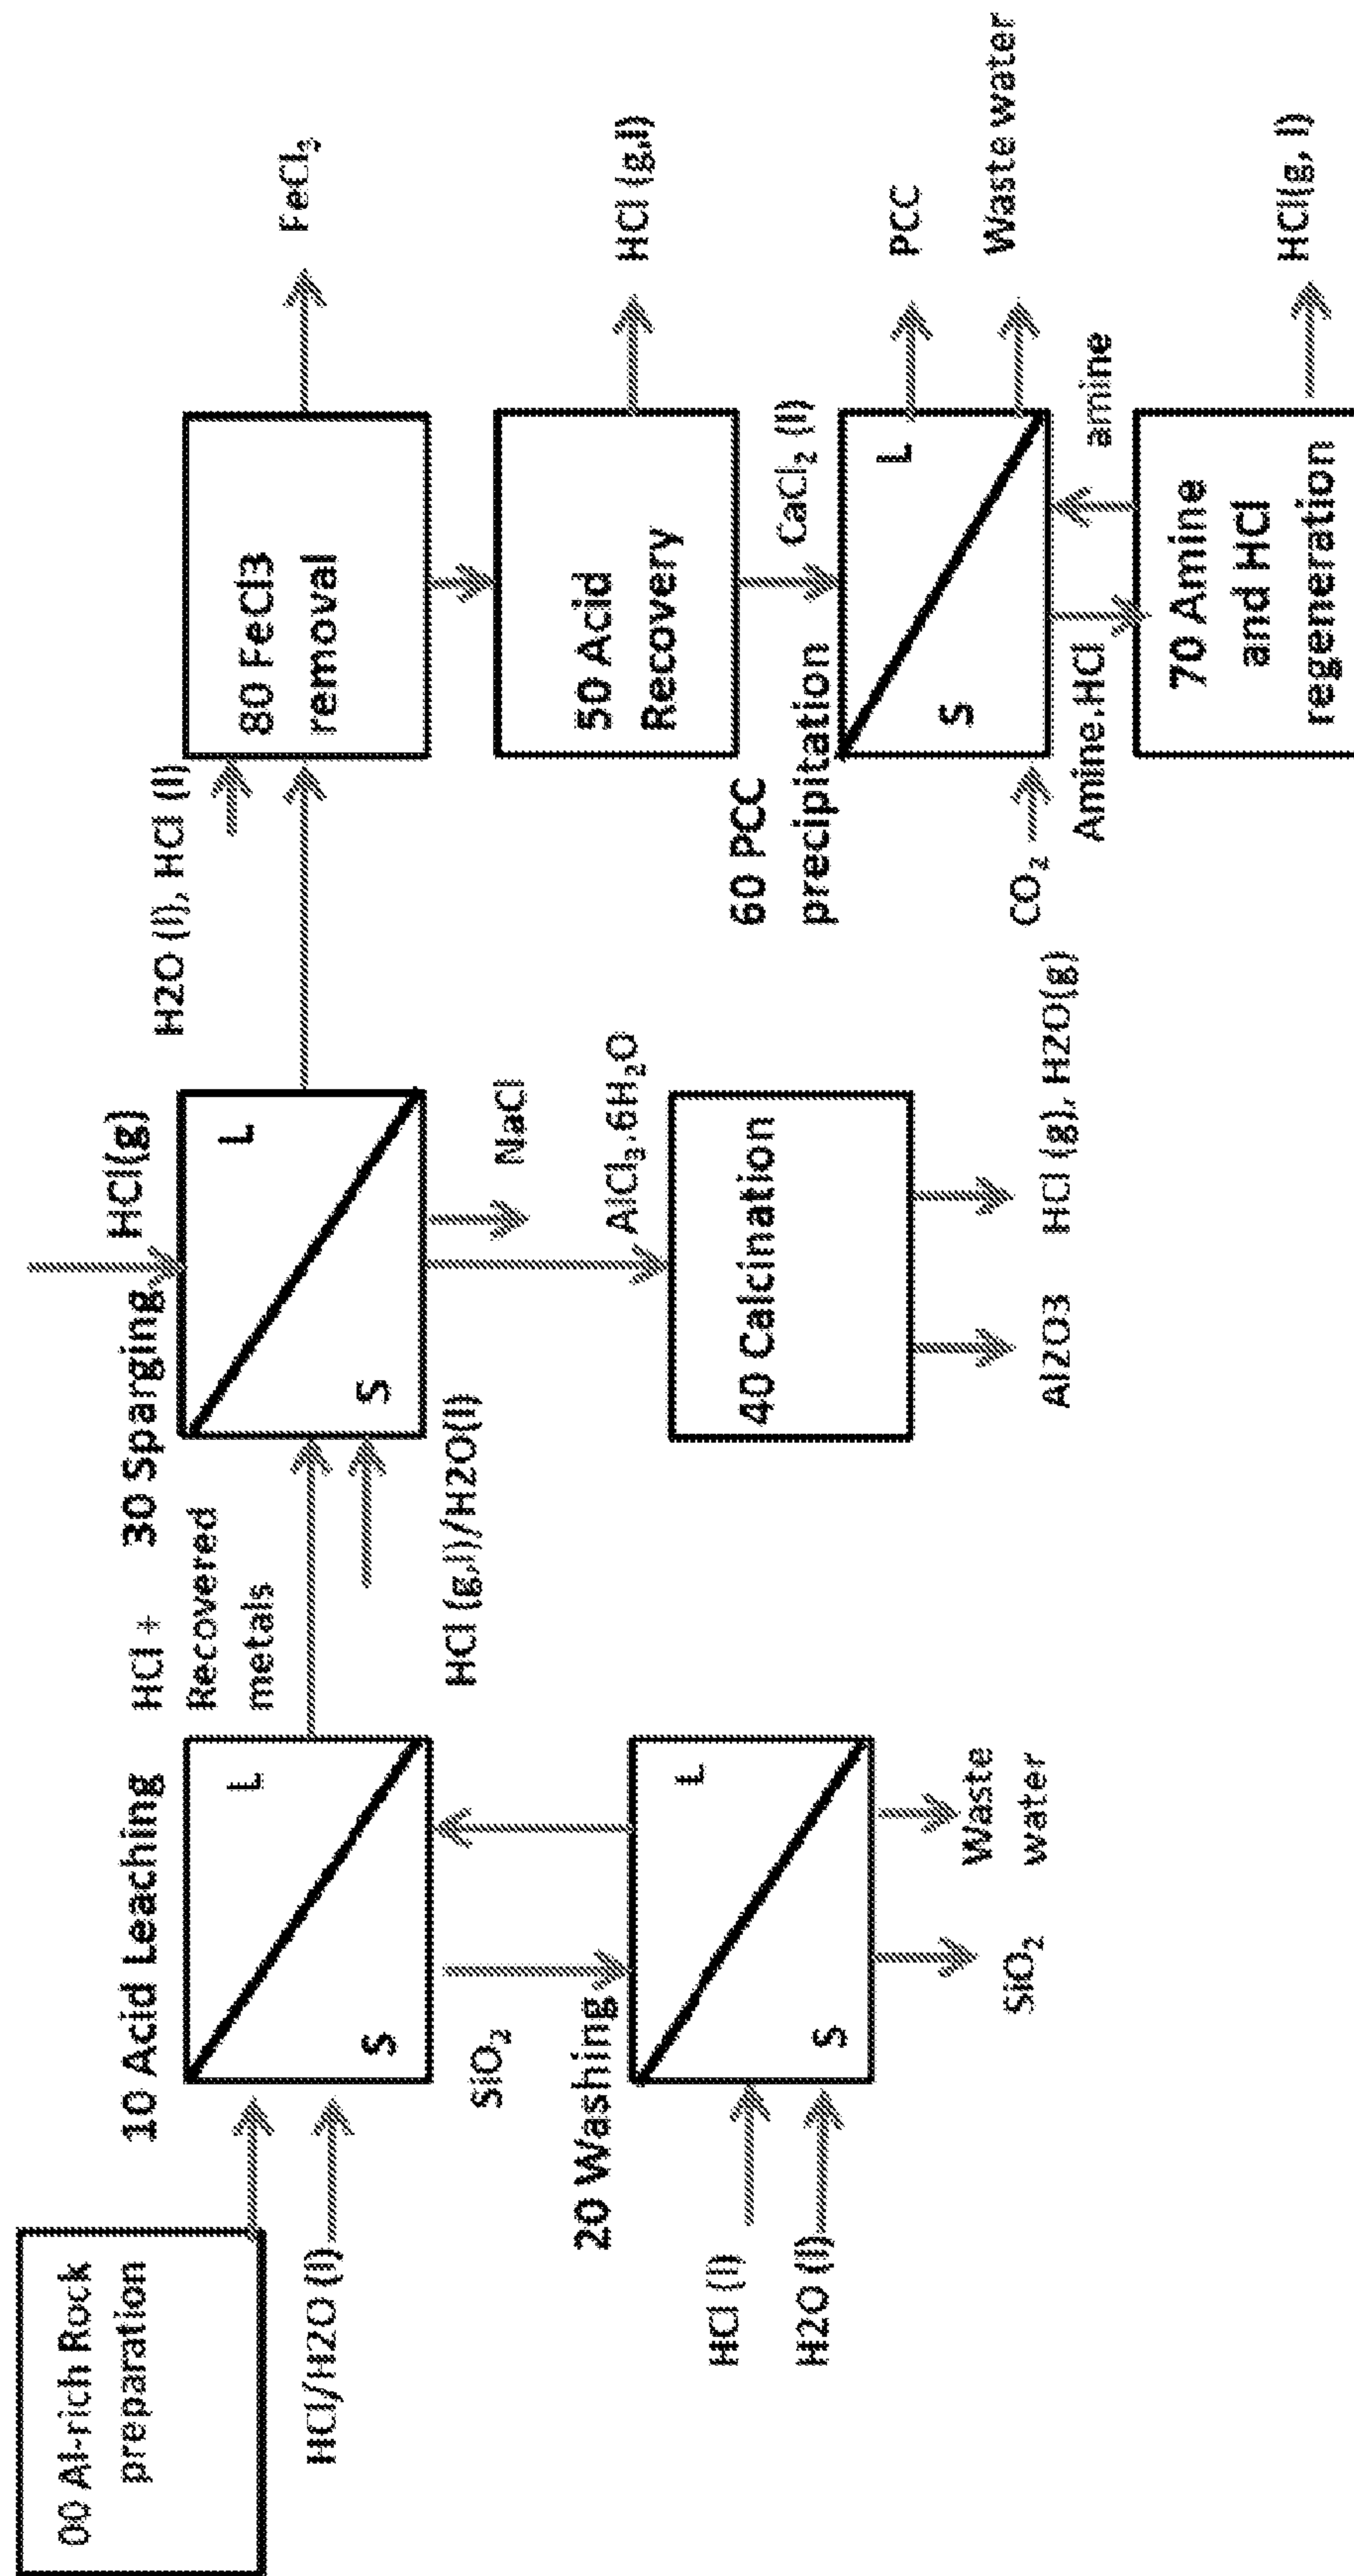 00 Al-rich Rock
preparation
HCl/H2O (l)
10 Acid Leaching
L
S
SiO₂
20 Washing
L
S
HCl (l)
H2O (l)
SiO₂
Waste
water
HCl +
Recovered
metals
30 Sparging
HCl(g)
L
S
HCl (g,l)/H2O(l)
NaCl
AlCl₃.6H₂O
40 Calcination
Al2O3
HCl (g), H2O(g)
H2O (l), HCl (l)
80 FeCl3
removal
FeCl₃
50 Acid
Recovery
HCl (g,l)
60 PCC
precipitation
CaCl₂ (l)
L
S
PCC
Waste water
CO₂
Amine.HCl
amine
70 Amine
and HCl
regeneration
HCl(g, l)